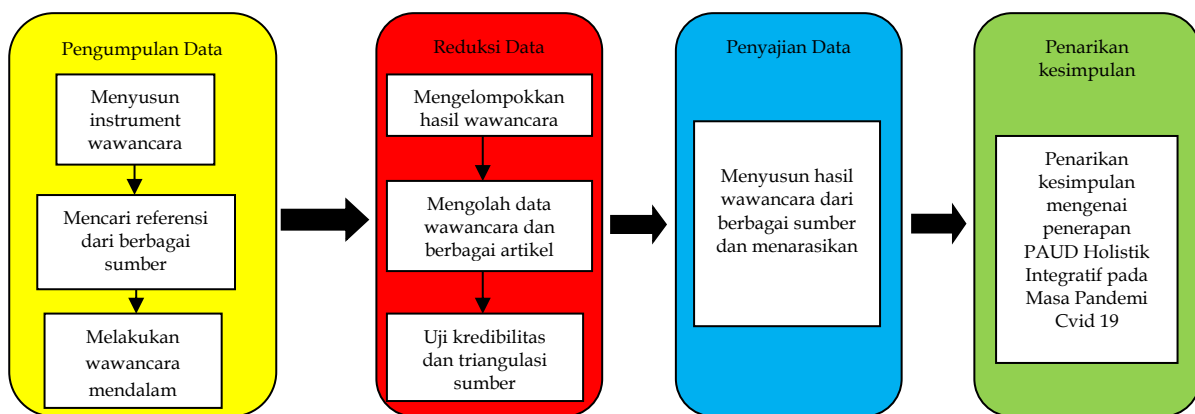 Pengumpulan Data
Menyusun
instrument
wawancara
Mencari referensi
dari berbagai
sumber
Melakukan
wawancara
mendalam
Reduksi Data
Mengelompokkan
hasil wawancara
Mengolah data
wawancara dan
berbagai artikel
Uji kredibilitas
dan triangulasi
sumber
Penyajian Data
Menyusun hasil
wawancara dari
berbagai sumber
dan menarasikan
Penarikan
kesimpulan
Penarikan
kesimpulan
mengenai
penerapan
PAUD Holistik
Integratif pada
Masa Pandemi
Cvid 19